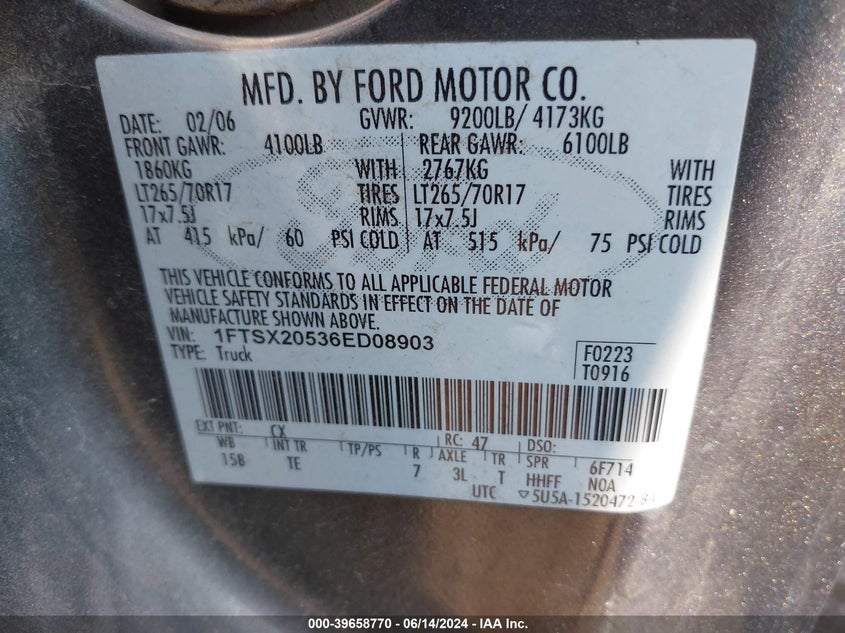 MFD. BY FORD MOTOR CO.
DATE: 02/06 GVWR: 9200LB/ 4173KG
FRONT GAWR: 4100LB REAR GAWR: 6100LB
1860KG WITH 2767KG WITH
LT265/70R17 TIRES LT265/70R17 TIRES
17x7.5J RIMS 17x7.5J RIMS
AT 415 kPa/ 60 PSI COLD AT 515 kPa/ 75 PSI COLD
THIS VEHICLE CONFORMS TO ALL APPLICABLE FEDERAL MOTOR
VEHICLE SAFETY STANDARDS IN EFFECT ON THE DATE OF
MANUFACTURE SHOWN ABOVE.
VIN: 1FTSX20536ED08903
TYPE: Truck
F0223
T0916
EXT PNT: CX RC: 47 DSO:
WB INT TR TP/PS R AXLE TR SPR 6F714
158 TE 7 3L T HHFF NOA
UTC ▽5U5A-1520472-BA
000-39658770 - 06/14/2024 - IAA Inc.